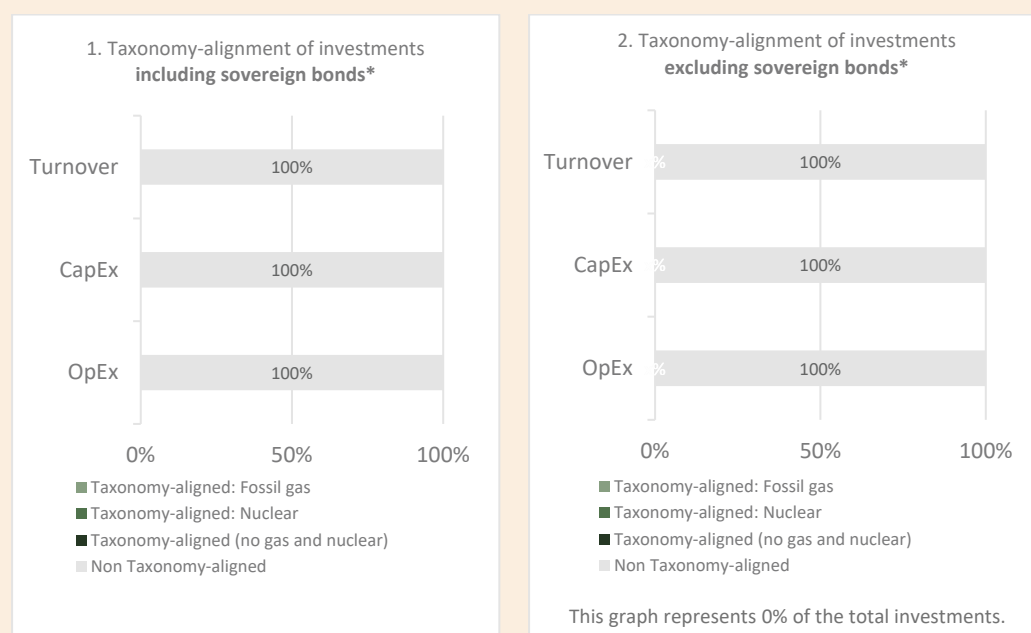 1. Taxonomy-alignment of investments
including sovereign bonds*
Turnover
100%
CapEx
100%
OpEx
100%
0%
50%
100%
Taxonomy-aligned: Fossil gas
Taxonomy-aligned: Nuclear
Taxonomy-aligned (no gas and nuclear)
Non Taxonomy-aligned
2. Taxonomy-alignment of investments
excluding sovereign bonds*
Turnover
%
100%
CapEx
%
100%
OpEx
%
100%
0%
50%
100%
Taxonomy-aligned: Fossil gas
Taxonomy-aligned: Nuclear
Taxonomy-aligned (no gas and nuclear)
Non Taxonomy-aligned
This graph represents 0% of the total investments.